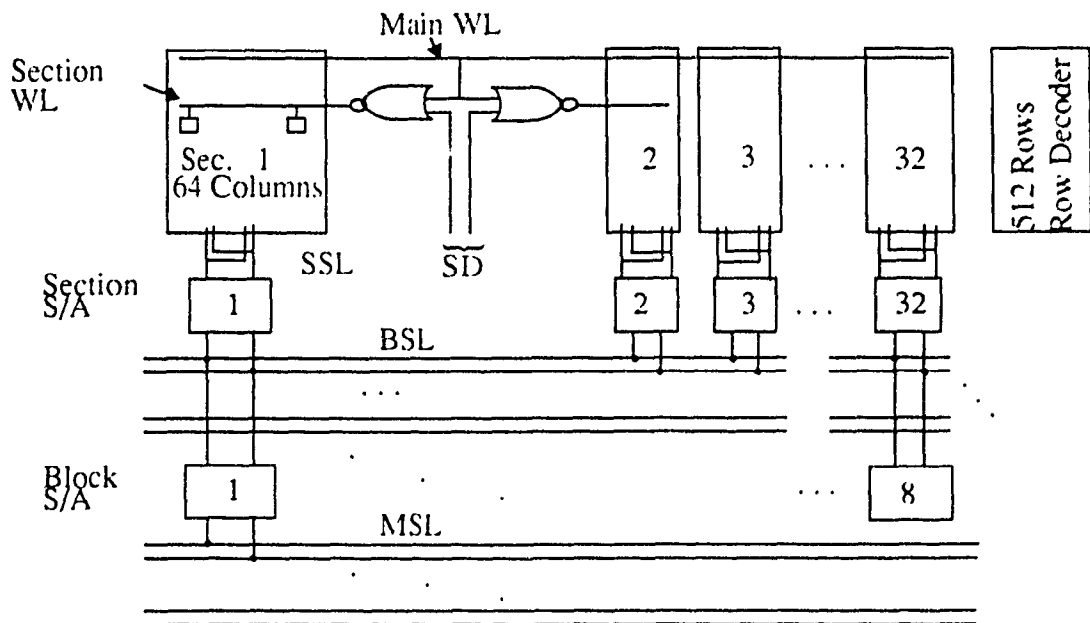 Main WL
Section
WL
Sec. 1
64 Columns
2
3
...
32
512 Rows
Row Decoder
SSL
SD
Section
S/A
1
2
3
...
32
BSL
...
Block
S/A
1
...
8
MSL